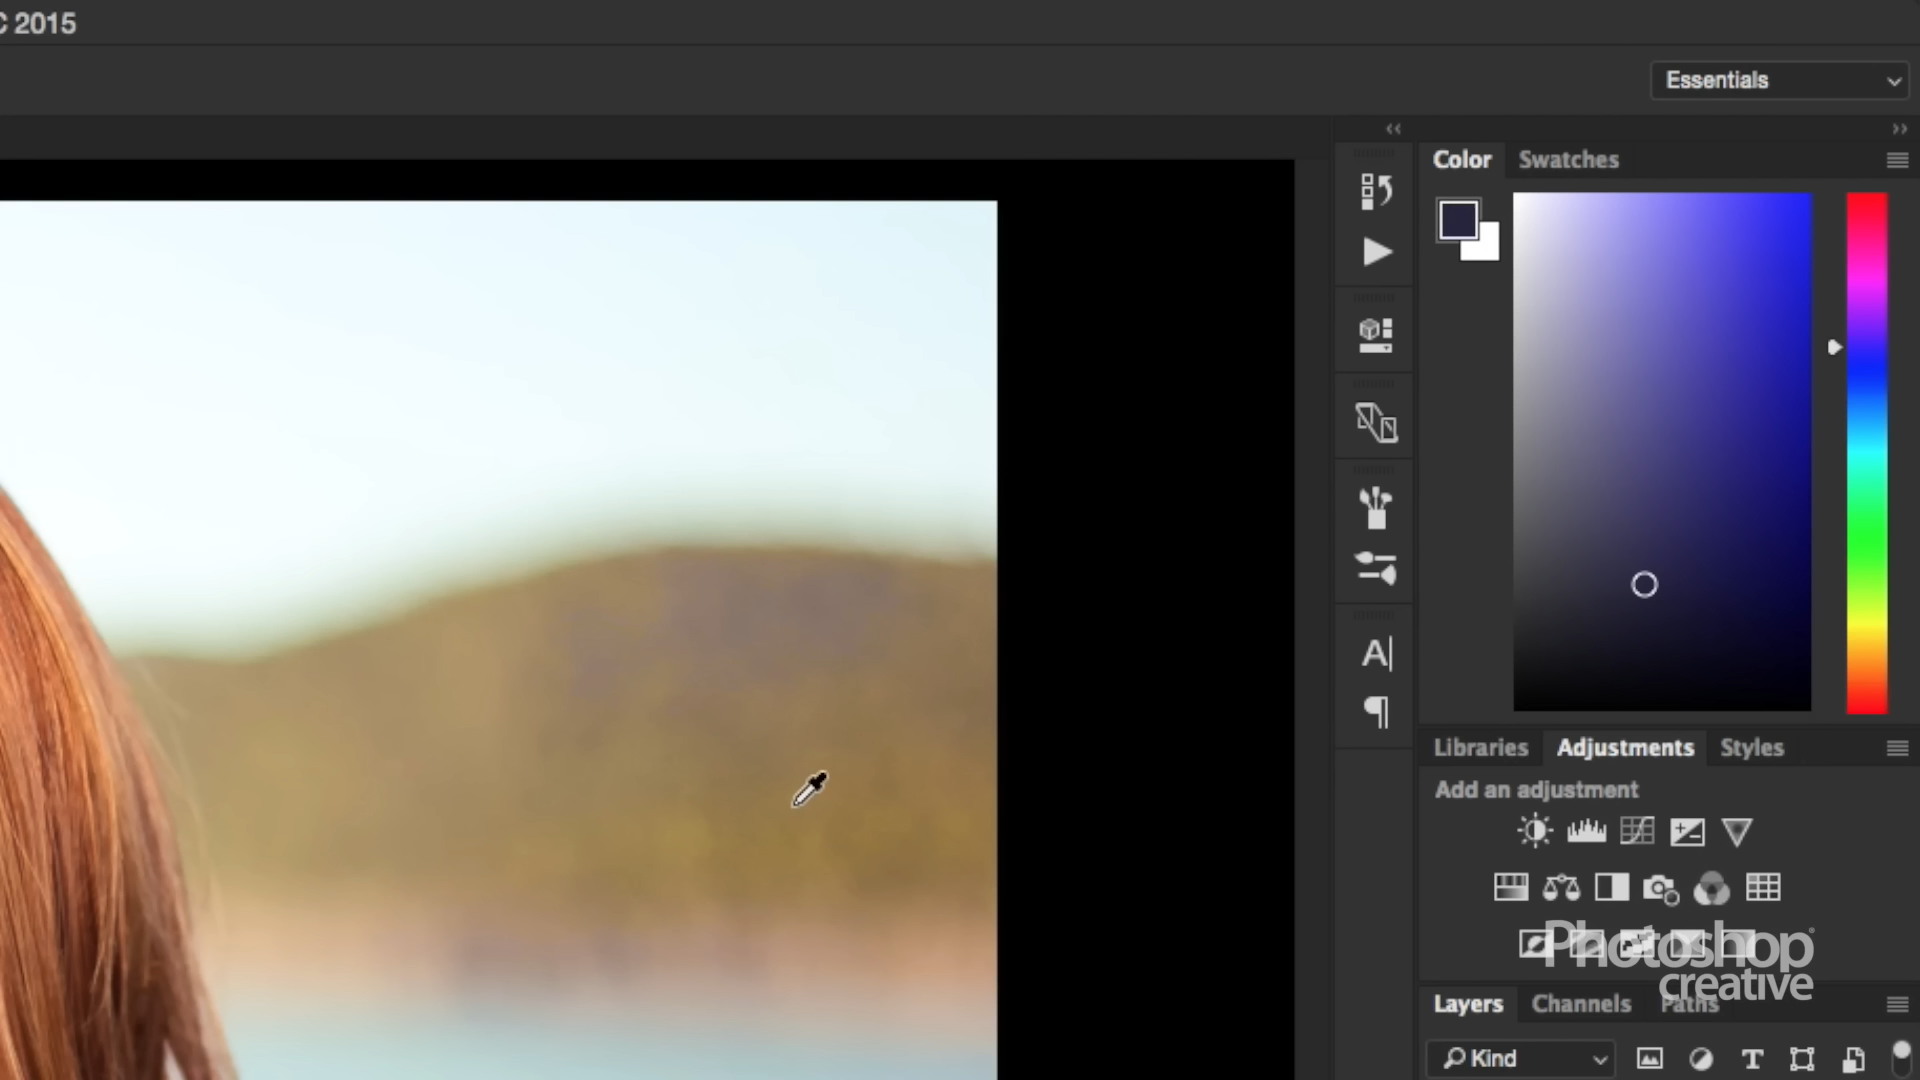 C 2015
Essentials
Color Swatches
Libraries Adjustments Styles
Add an adjustment
Photoshop
creative
Layers Channels Paths
Kind